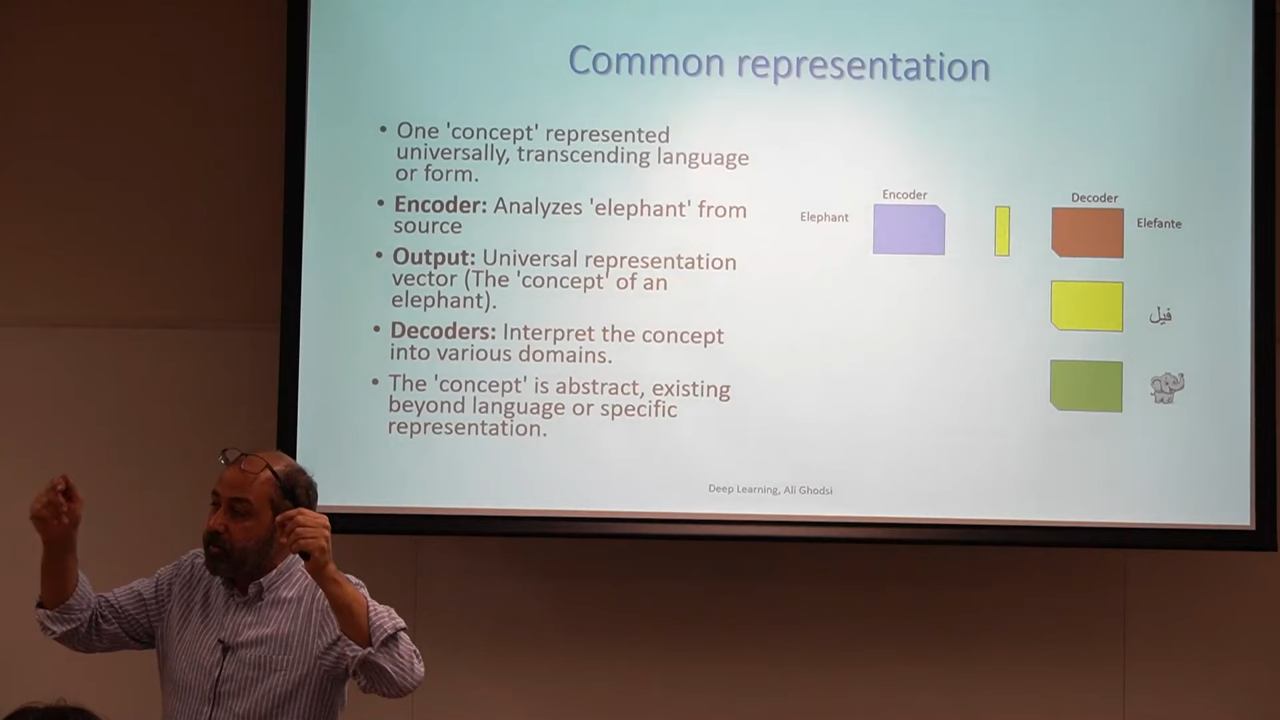 Common representation
• One 'concept' represented
universally, transcending language
or form.
• Encoder: Analyzes 'elephant' from
source
• Output: Universal representation
vector (The 'concept' of an
elephant).
• Decoders: Interpret the concept
into various domains.
• The 'concept' is abstract, existing
beyond language or specific
representation.
Encoder
Decoder
Elephant
Elefante
فيل
Deep Learning, Ali Ghodsi